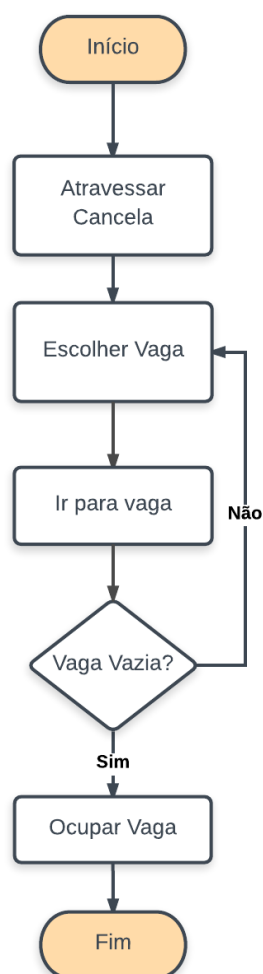 Início
Atravessar
Cancela
Escolher Vaga
Ir para vaga
Não
Vaga Vazia?
Sim
Ocupar Vaga
Fim